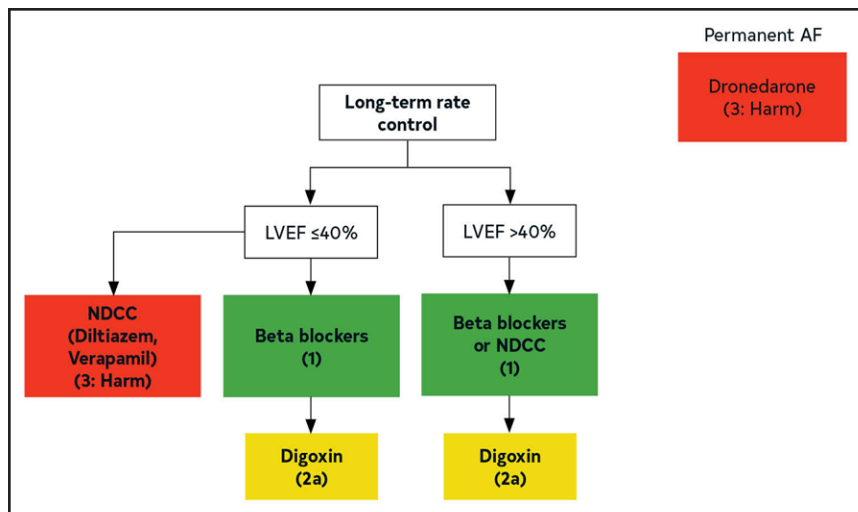 Permanent AF
Dronedarone
(3: Harm)
Long-term rate
control
LVEF ≤40%
LVEF >40%
NDCC
(Diltiazem,
Verapamil)
(3: Harm)
Beta blockers
(1)
Beta blockers
or NDCC
(1)
Digoxin
(2a)
Digoxin
(2a)